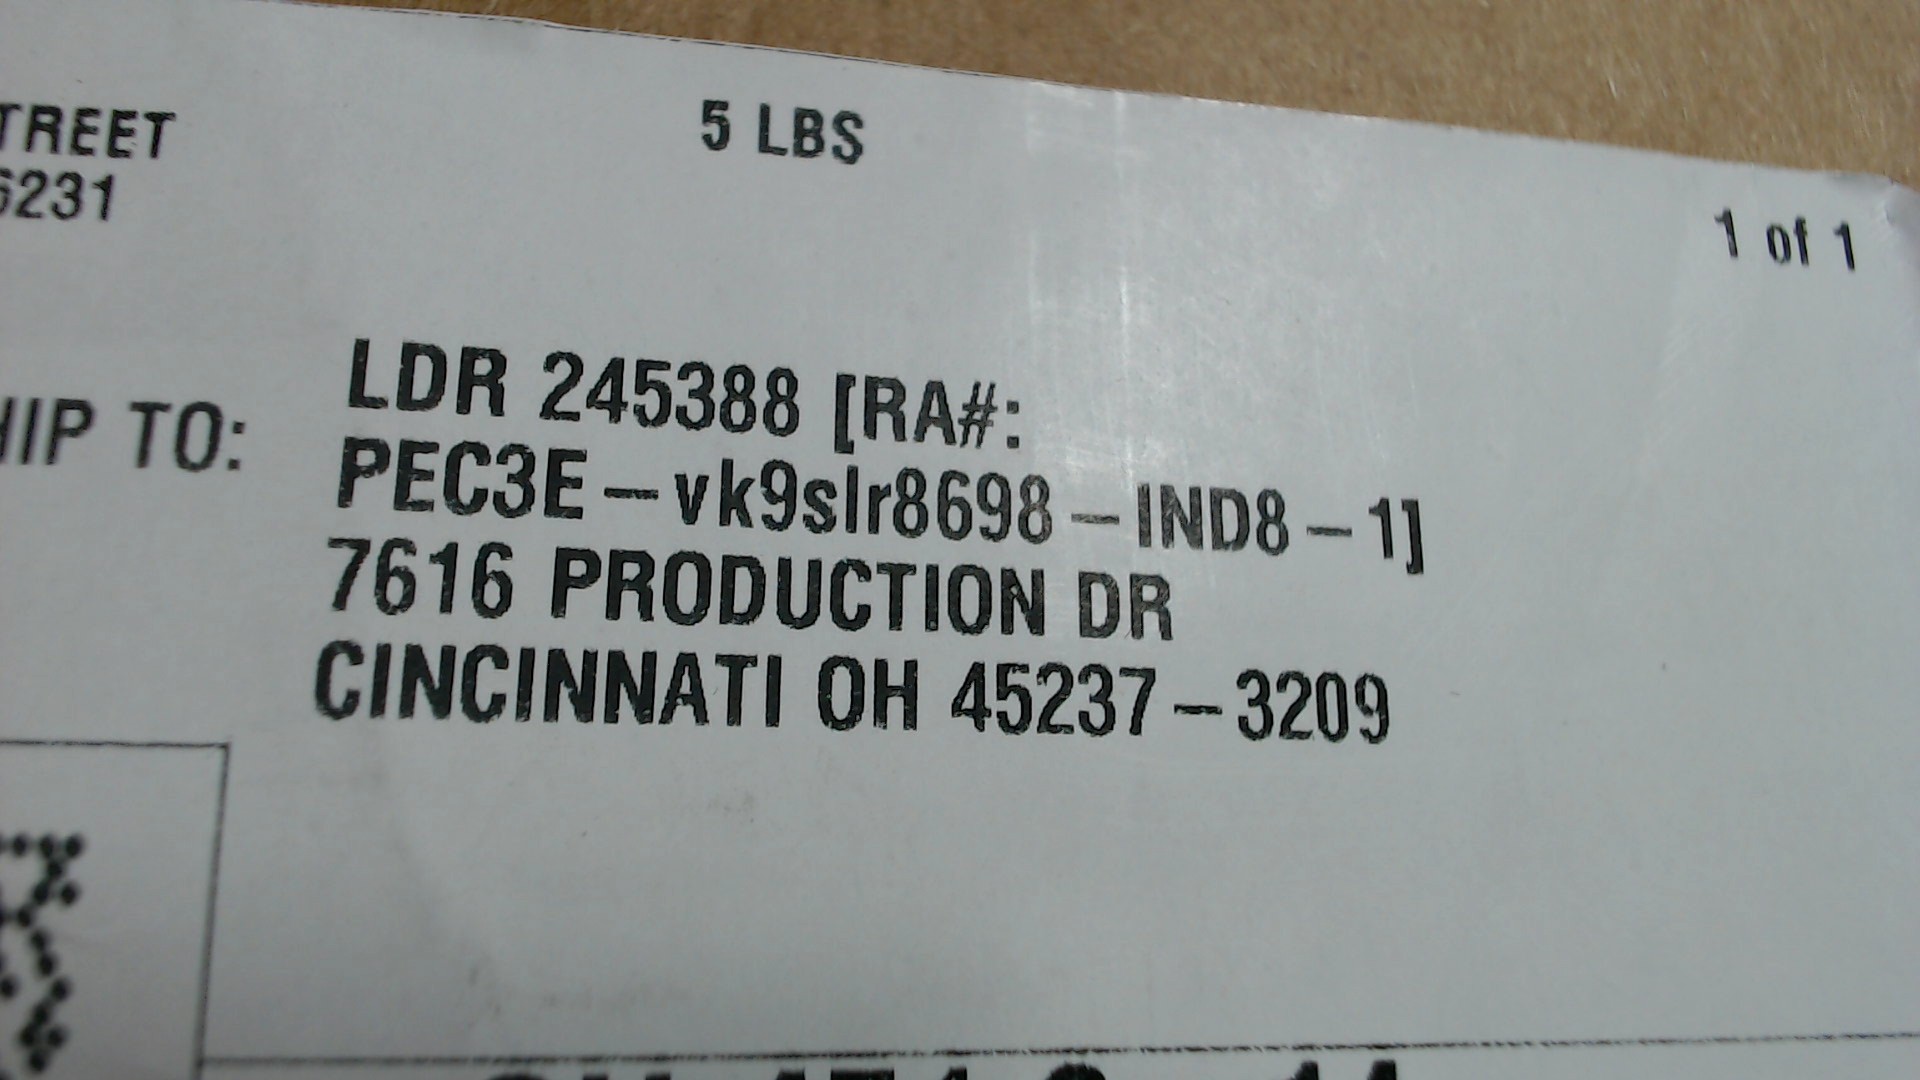 TREET
6231
5 LBS
1 of 1
HIP TO:
LDR 245388 [RA#:
PEC3E-vk9slr8698-IND8-1]
7616 PRODUCTION DR
CINCINNATI OH 45237-3209